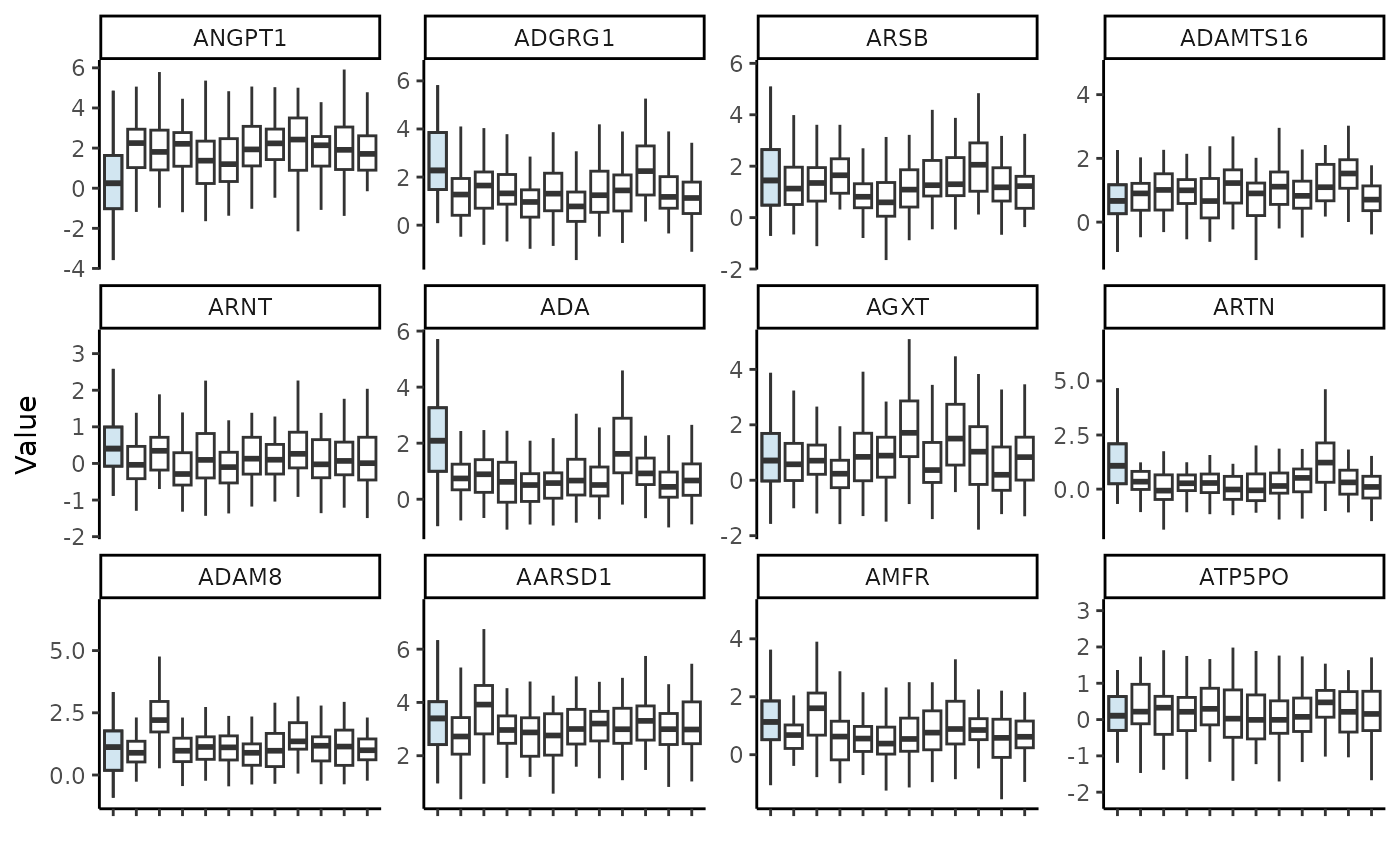 ANGPT1 ADGRG1 ARSB ADAMTS16
6 4 2 0 -2 -4
6 4 2 0
6 4 2 0 -2
4 2 0
Value
ARNT ADA AGXT ARTN
3 2 1 0 -1 -2
6 4 2 0
4 2 0 -2
5.0 2.5 0.0
ADAM8 AARSD1 AMFR ATP5PO
5.0 2.5 0.0
6 4 2
4 2 0
3 2 1 0 -1 -2